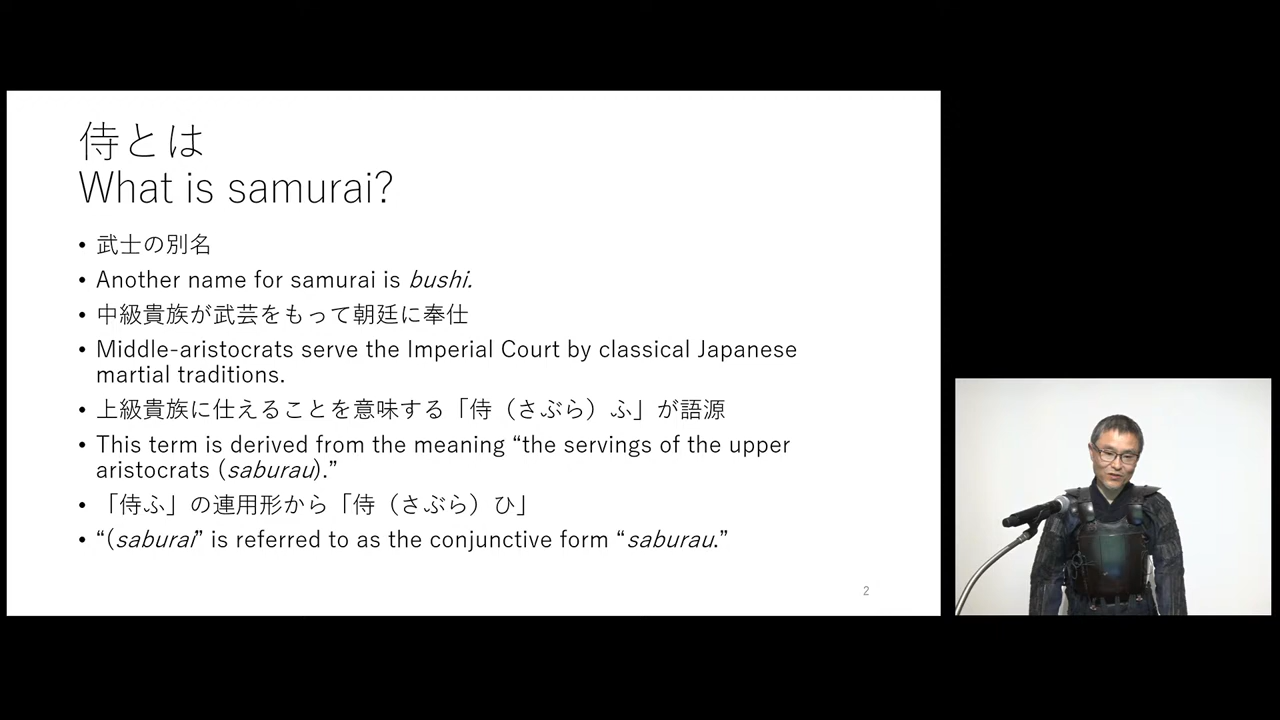 侍とは
What is samurai?
• 武士の別名
• Another name for samurai is bushi.
• 中級貴族が武芸をもって朝廷に奉仕
• Middle-aristocrats serve the Imperial Court by classical Japanese
martial traditions.
• 上級貴族に仕えることを意味する「侍（さぶら）ふ」が語源
• This term is derived from the meaning “the servings of the upper
aristocrats (saburau).”
• 「侍ふ」の連用形から「侍（さぶら）ひ」
• “(saburai” is referred to as the conjunctive form “saburau.”
2